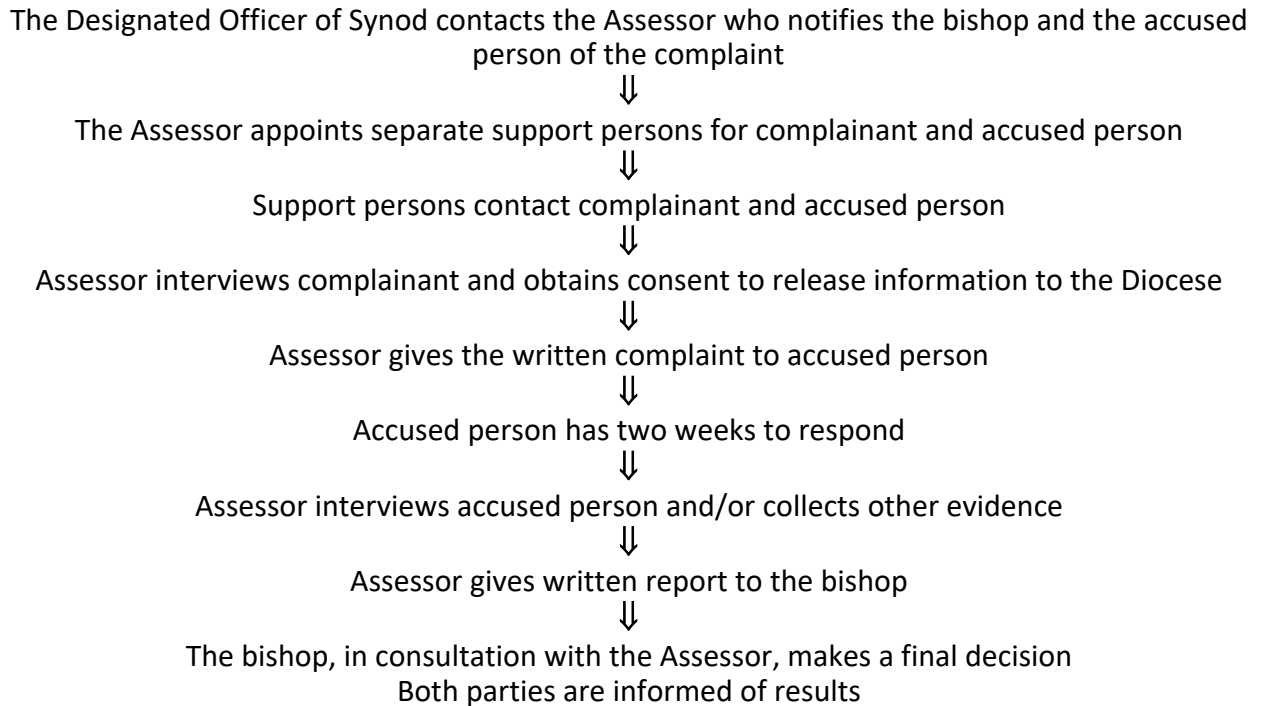 The Designated Officer of Synod contacts the Assessor who notifies the bishop and the accused
person of the complaint
⇓
The Assessor appoints separate support persons for complainant and accused person
⇓
Support persons contact complainant and accused person
⇓
Assessor interviews complainant and obtains consent to release information to the Diocese
⇓
Assessor gives the written complaint to accused person
⇓
Accused person has two weeks to respond
⇓
Assessor interviews accused person and/or collects other evidence
⇓
Assessor gives written report to the bishop
⇓
The bishop, in consultation with the Assessor, makes a final decision
Both parties are informed of results